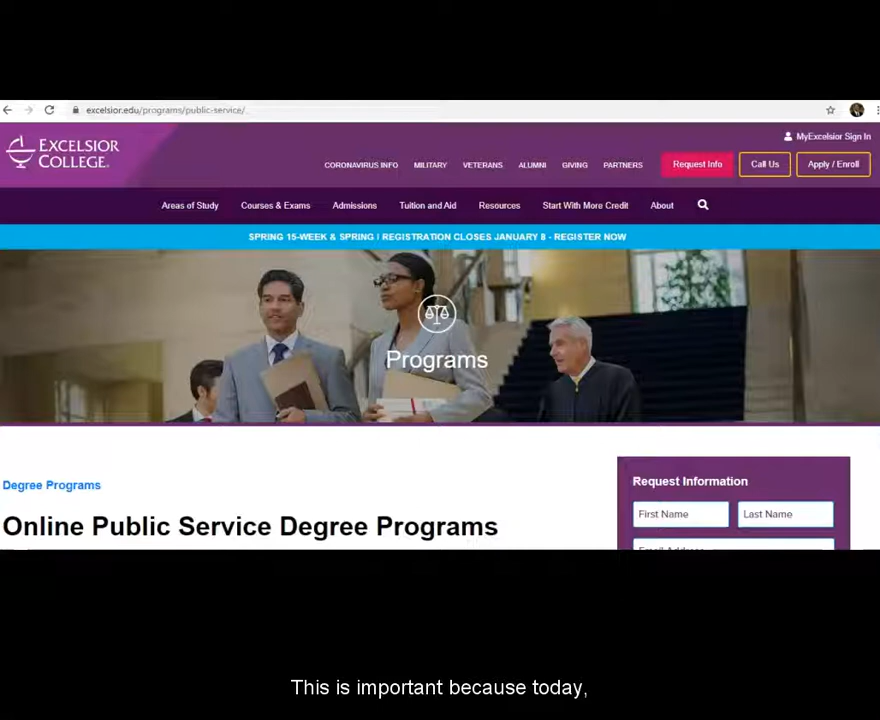 excelsior.edu/programs/public-service/
MyExcelsior Sign In
EXCELSIOR
COLLEGE
CORONAVIRUS INFO MILITARY VETERANS ALUMNI GIVING PARTNERS Request Info Call Us Apply / Enroll
Areas of Study Courses & Exams Admissions Tuition and Aid Resources Start With More Credit About
SPRING 15-WEEK & SPRING I REGISTRATION CLOSES JANUARY 8 - REGISTER NOW
Programs
Degree Programs
Request Information
Online Public Service Degree Programs
First Name Last Name
Email Address
This is important because today,